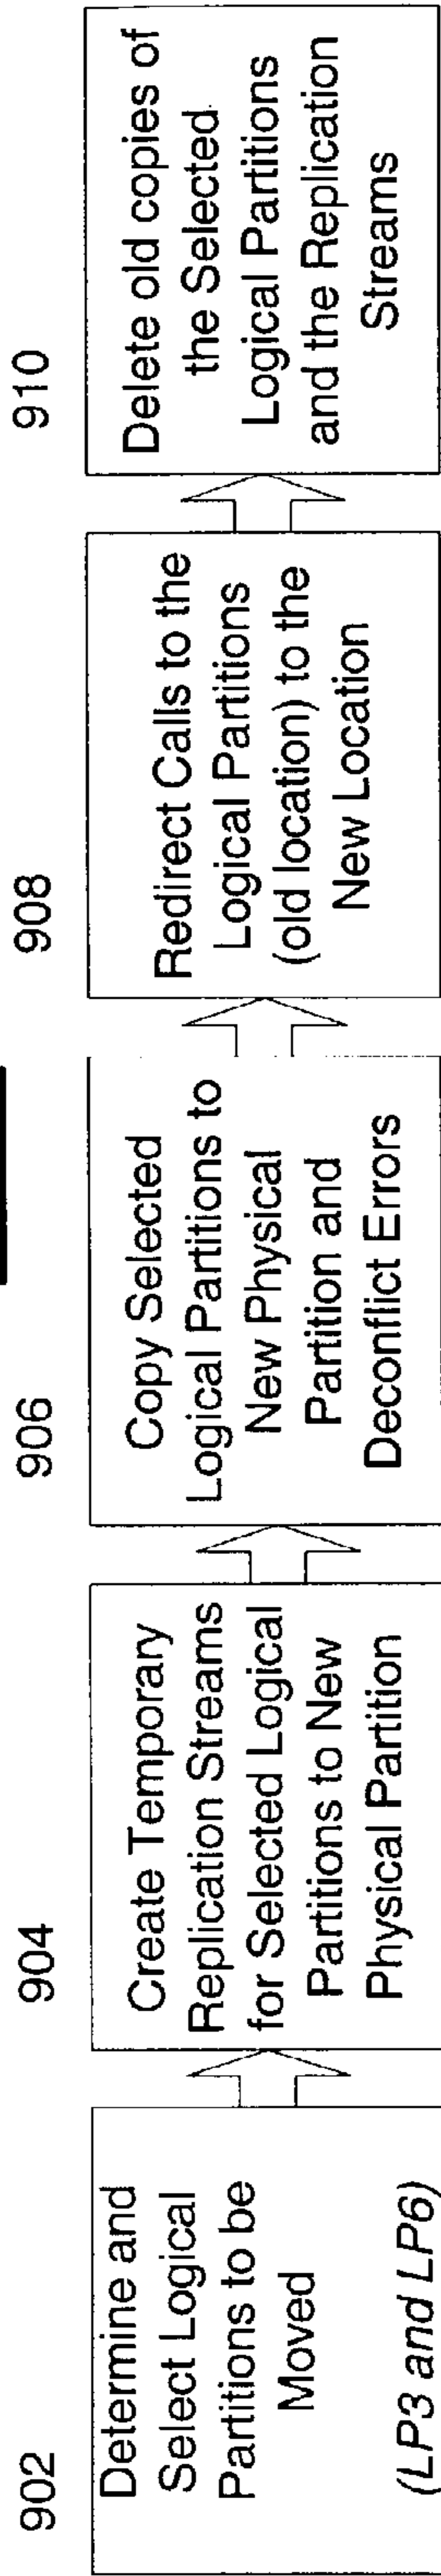 902
Determine and
Select Logical
Partitions to be
Moved
(LP3 and LP6)
904
Create Temporary
Replication Streams
for Selected Logical
Partitions to New
Physical Partition
906
Copy Selected
Logical Partitions to
New Physical
Partition and
Deconflict Errors
908
Redirect Calls to the
Logical Partitions
(old location) to the
New Location
910
Delete old copies of
the Selected
Logical Partitions
and the Replication
Streams